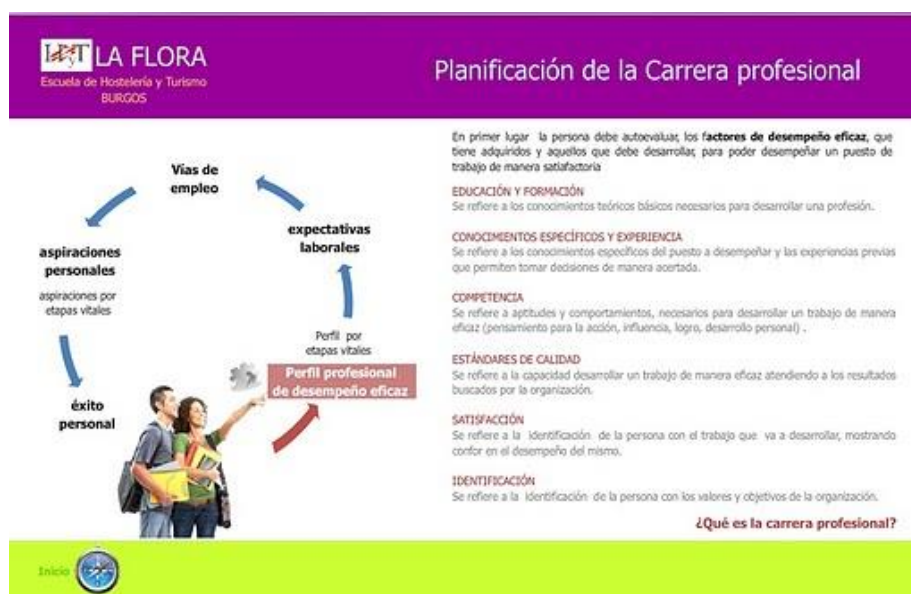 LA FLORA
Escuela de Hostelería y Turismo
BURGOS
Planificación de la Carrera profesional
Vías de
empleo
expectativas
laborales
aspiraciones
personales
aspiraciones por
etapas vitales
Perfil por
etapas vitales
Perfil profesional
de desempeño eficaz
éxito
personal
En primer lugar la persona debe autoevaluar, los factores de desempeño eficaz, que
tiene adquiridos y aquellos que debe desarrollar, para poder desempeñar un puesto de
trabajo de manera satiafactoria
EDUCACIÓN Y FORMACIÓN
Se refiere a los conocimientos teóricos básicos necesarios para desarrollar una profesión.
CONOCIMIENTOS ESPECÍFICOS Y EXPERIENCIA
Se refiere a los conocimientos específicos del puesto a desempeñar y las experiencias previas
que permiten tomar decisiones de manera acertada.
COMPETENCIA
Se refiere a aptitudes y comportamientos, necesarios para desarrollar un trabajo de manera
eficaz (pensamiento para la acción, influencia, logro, desarrollo personal) .
ESTÁNDARES DE CALIDAD
Se refiere a la capacidad desarrollar un trabajo de manera eficaz atendiendo a los resultados
buscados por la organización.
SATISFACCIÓN
Se refiere a la identificación de la persona con el trabajo que va a desarrollar, mostrando
confor en el desempeño del mismo.
IDENTIFICACIÓN
Se refiere a la identificación de la persona con los valores y objetivos de la organización.
¿Qué es la carrera profesional?
Inicio